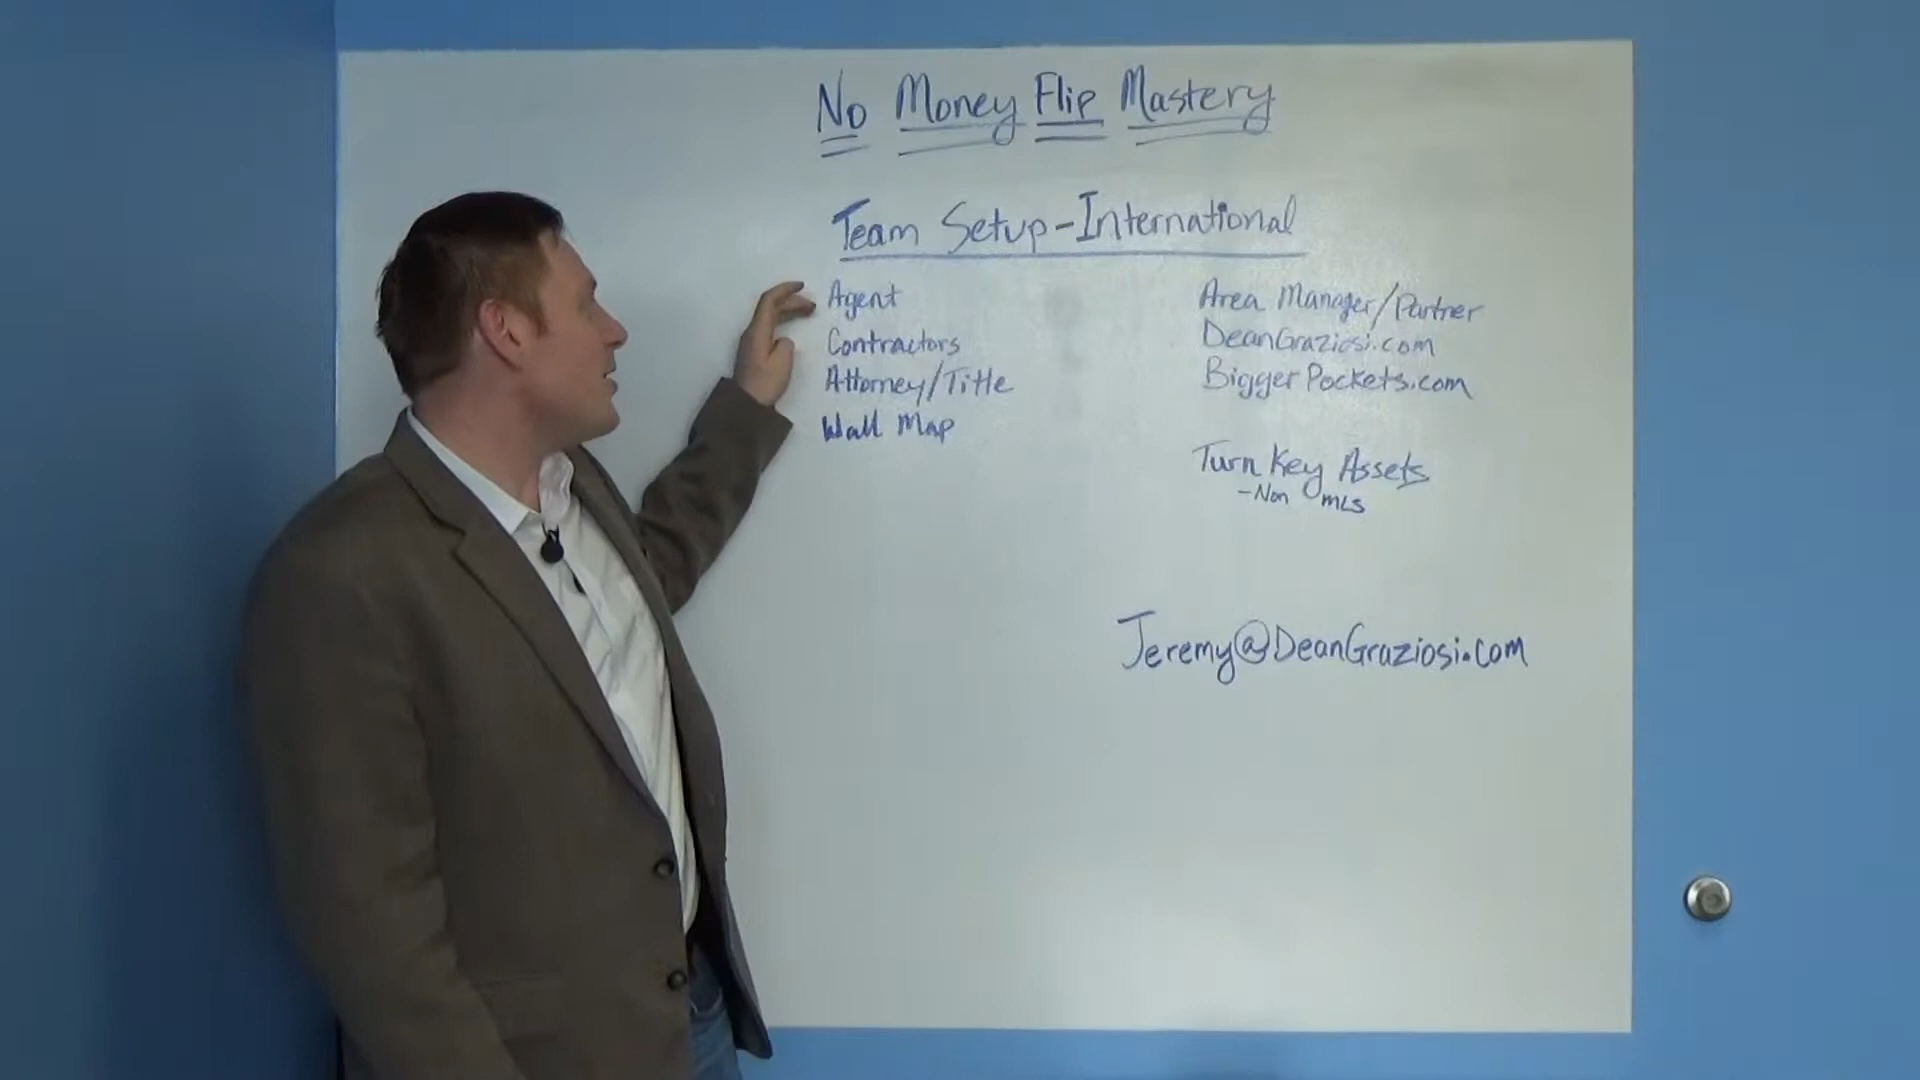 No Money Flip Mastery
Team Setup-International
Agent
Contractors
Attorney/Title
Wall Map
Area Manager/Partner
DeanGraziosi.com
BiggerPockets.com
Turn Key Assets
-Non MLS
Jeremy@DeanGraziosi.com